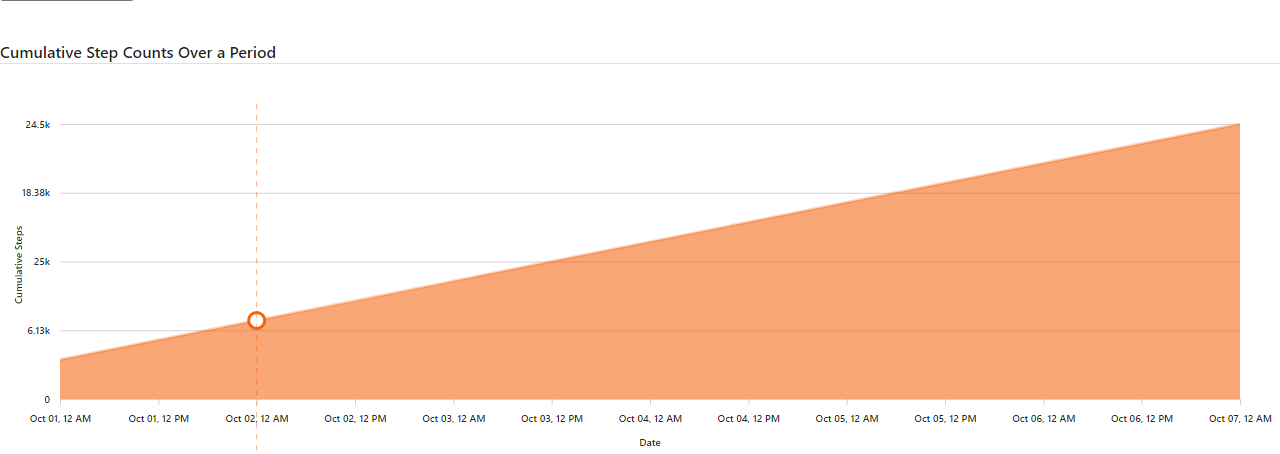 Cumulative Step Counts Over a Period
24.5k
18.38k
25k
6.13k
0
Cumulative Steps
Oct 01, 12 AM
Oct 01, 12 PM
Oct 02, 12 AM
Oct 02, 12 PM
Oct 03, 12 AM
Oct 03, 12 PM
Oct 04, 12 AM
Oct 04, 12 PM
Oct 05, 12 AM
Oct 05, 12 PM
Oct 06, 12 AM
Oct 06, 12 PM
Oct 07, 12 AM
Date